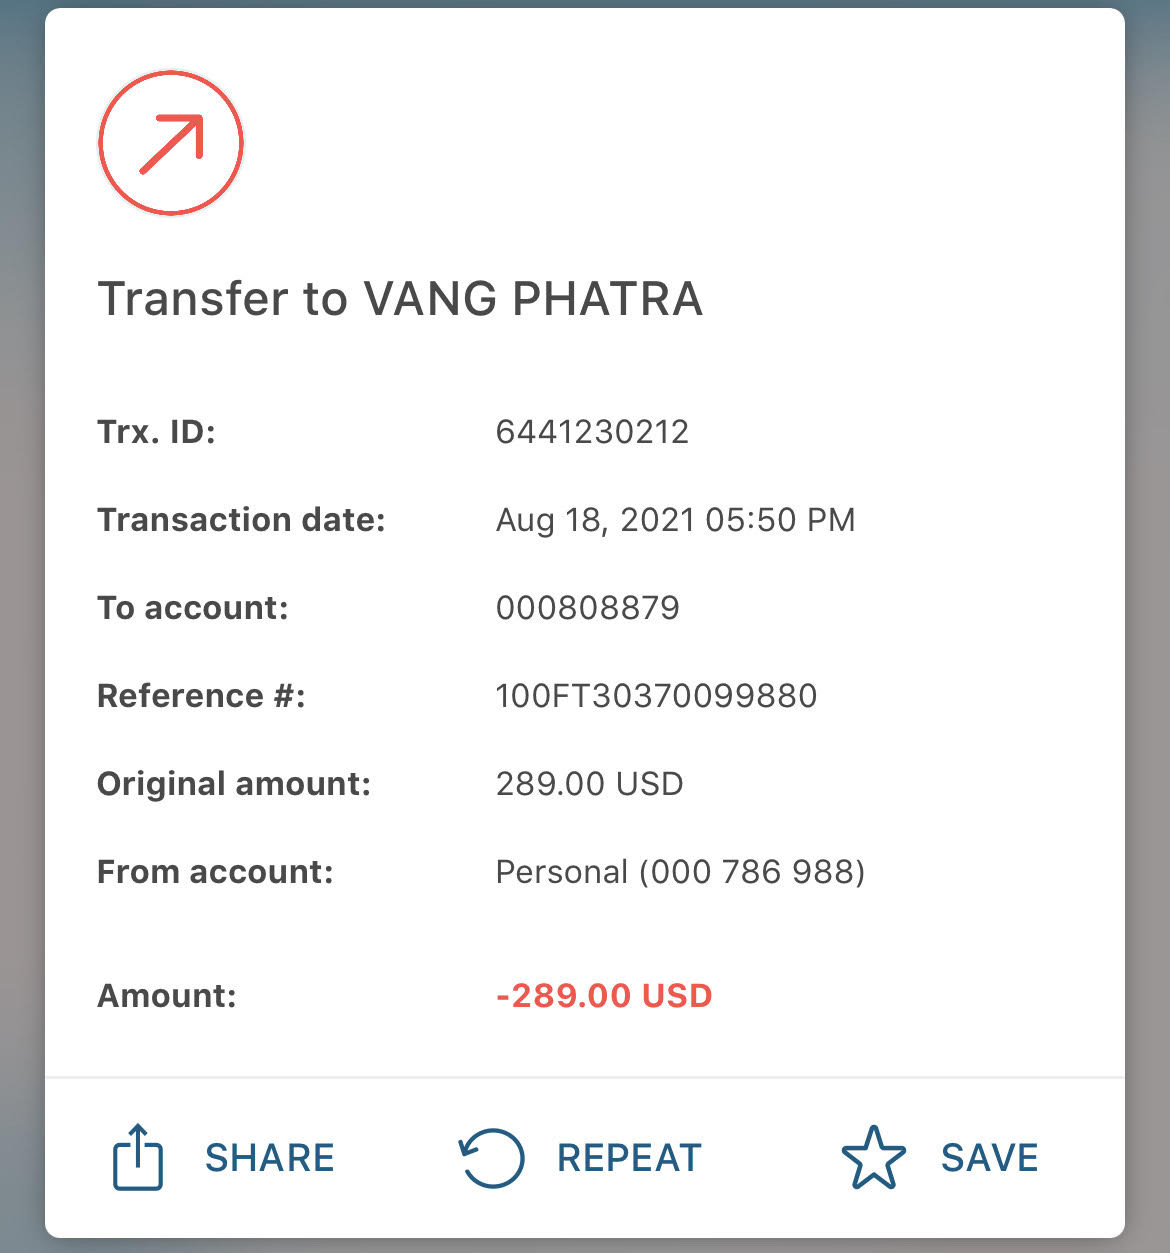 Transfer to VANG PHATRA
Trx. ID: 6441230212
Transaction date: Aug 18, 2021 05:50 PM
To account: 000808879
Reference #: 100FT30370099880
Original amount: 289.00 USD
From account: Personal (000 786 988)
Amount: -289.00 USD
SHARE REPEAT SAVE